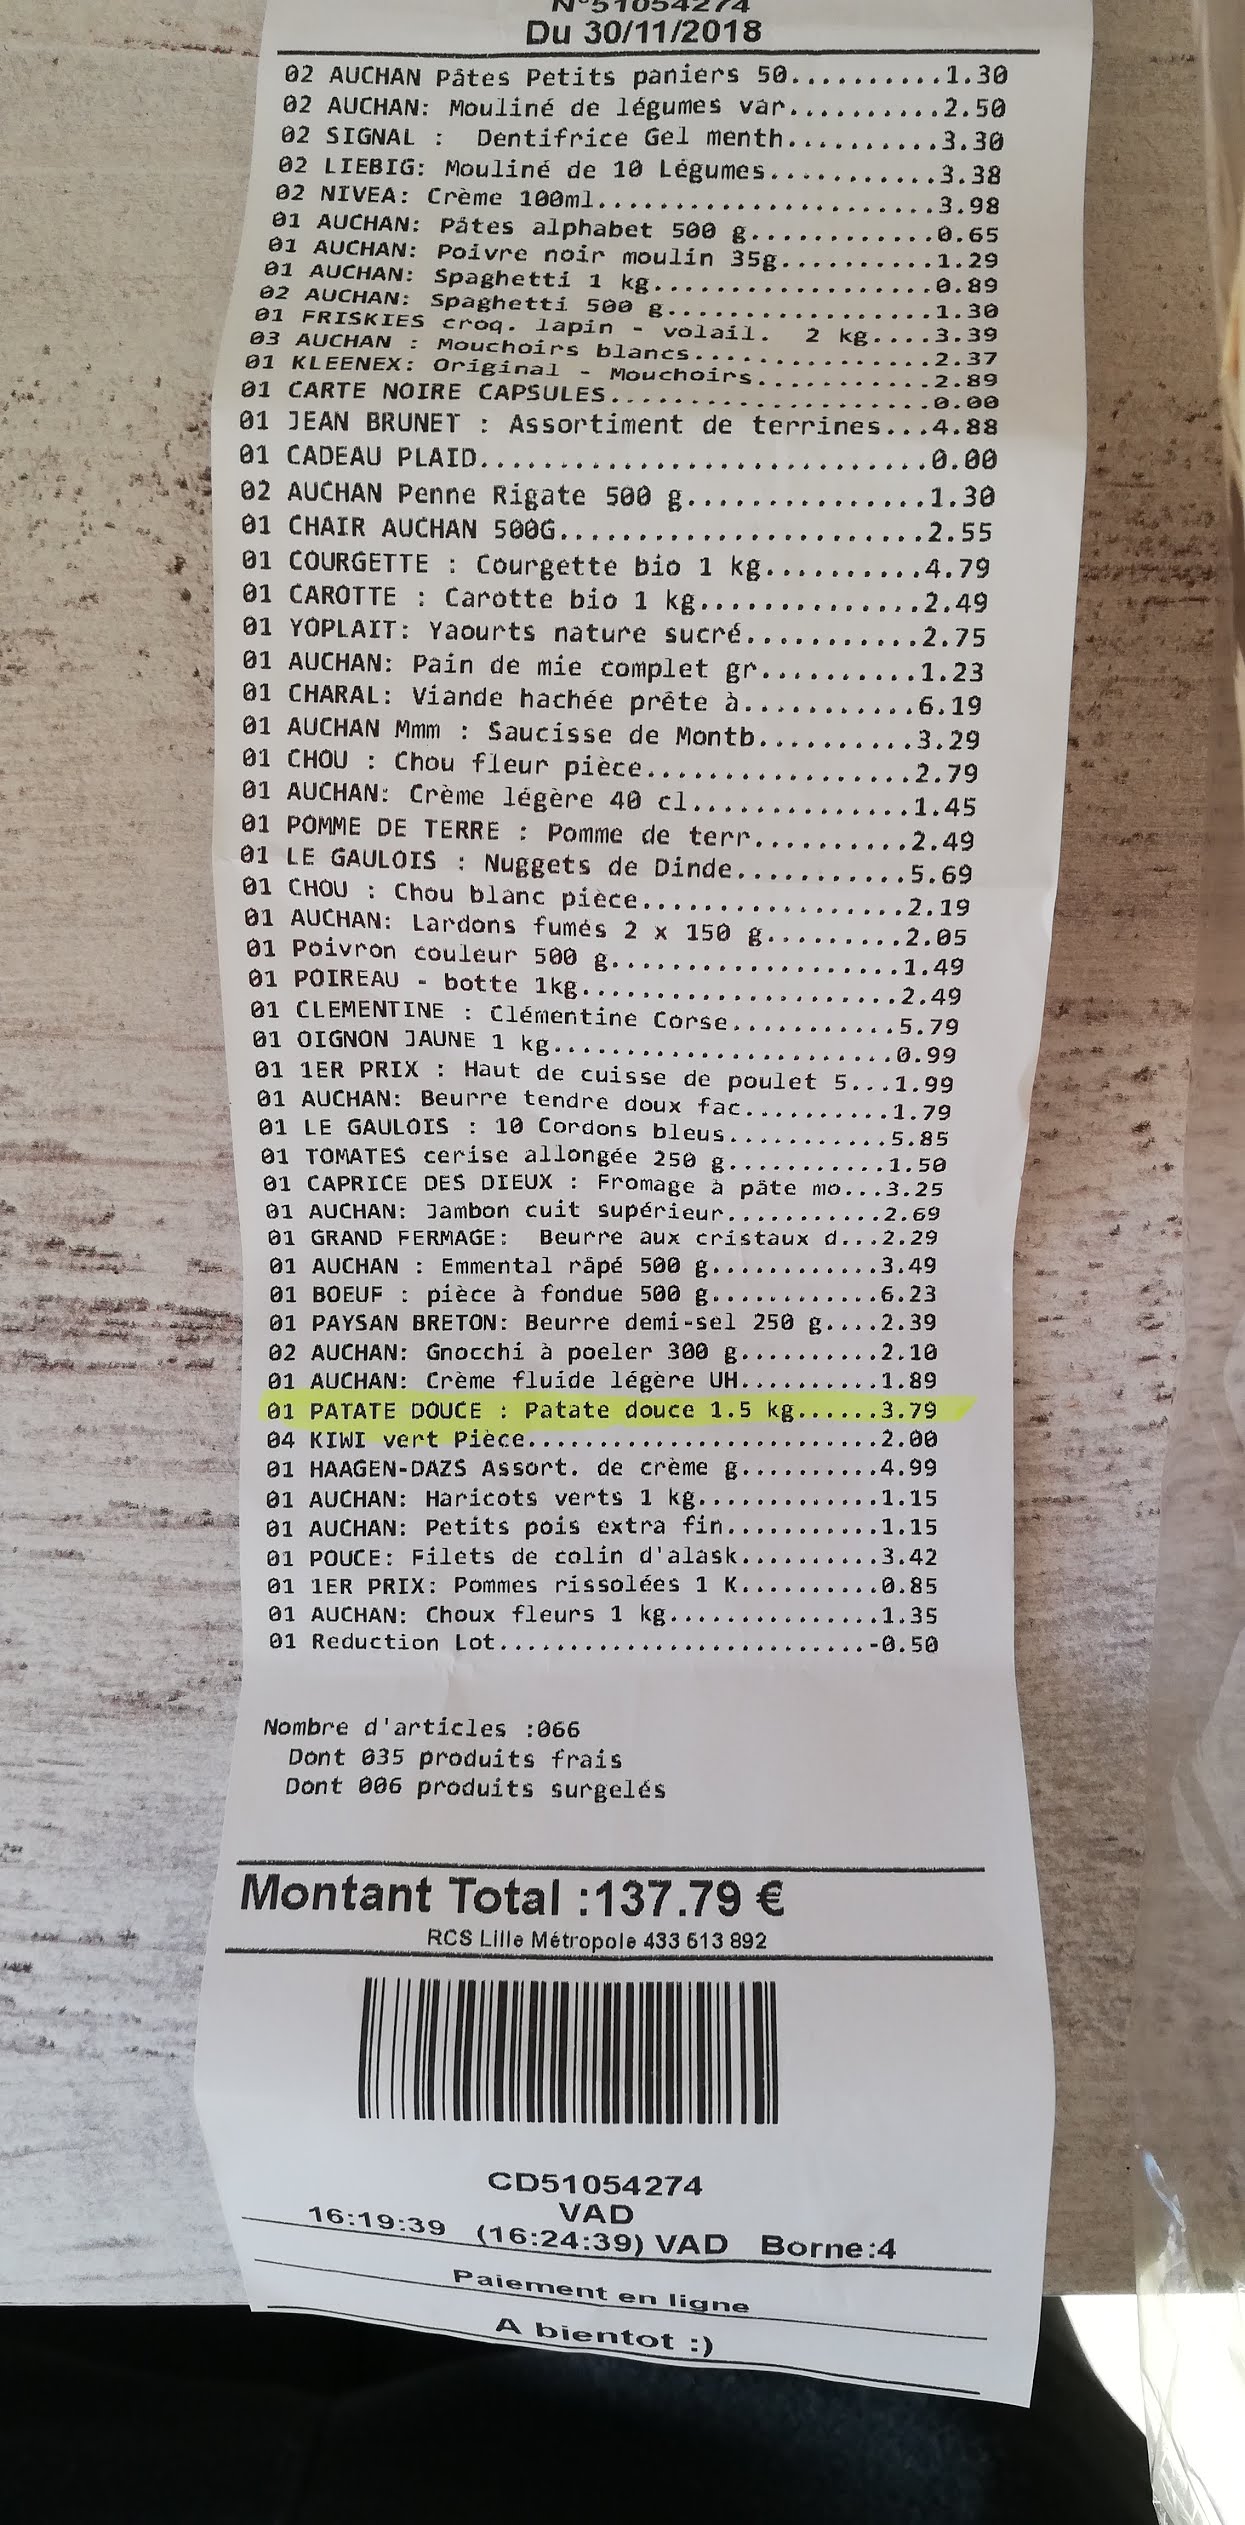 N°51054274
Du 30/11/2018
02 AUCHAN Pâtes Petits paniers 50..........1.30
02 AUCHAN: Mouliné de légumes var..........2.50
02 SIGNAL :  Dentifrice Gel menth..........3.30
02 LIEBIG: Mouliné de 10 Légumes...........3.38
02 NIVEA: Crème 100ml......................3.98
01 AUCHAN: Pâtes alphabet 500 g............0.65
01 AUCHAN: Poivre noir moulin 35g..........1.29
01 AUCHAN: Spaghetti 1 kg..................0.89
02 AUCHAN: Spaghetti 500 g.................1.30
01 FRISKIES croq. lapin - volail.  2 kg....3.39
03 AUCHAN : Mouchoirs blancs...............2.37
01 KLEENEX: Original - Mouchoirs...........2.89
01 CARTE NOIRE CAPSULES....................0.00
01 JEAN BRUNET : Assortiment de terrines...4.88
01 CADEAU PLAID............................0.00
02 AUCHAN Penne Rigate 500 g...............1.30
01 CHAIR AUCHAN 500G.......................2.55
01 COURGETTE : Courgette bio 1 kg..........4.79
01 CAROTTE : Carotte bio 1 kg..............2.49
01 YOPLAIT: Yaourts nature sucré...........2.75
01 AUCHAN: Pain de mie complet gr..........1.23
01 CHARAL: Viande hachée prête à...........6.19
01 AUCHAN Mmm : Saucisse de Montb..........3.29
01 CHOU : Chou fleur pièce.................2.79
01 AUCHAN: Crème légère 40 cl..............1.45
01 POMME DE TERRE : Pomme de terr..........2.49
01 LE GAULOIS : Nuggets de Dinde...........5.69
01 CHOU : Chou blanc pièce.................2.19
01 AUCHAN: Lardons fumés 2 x 150 g.........2.05
01 Poivron couleur 500 g...................1.49
01 POIREAU - botte 1kg.....................2.49
01 CLEMENTINE : Clémentine Corse...........5.79
01 OIGNON JAUNE 1 kg.......................0.99
01 1ER PRIX : Haut de cuisse de poulet 5...1.99
01 AUCHAN: Beurre tendre doux fac..........1.79
01 LE GAULOIS : 10 Cordons bleus...........5.85
01 TOMATES cerise allongée 250 g...........1.50
01 CAPRICE DES DIEUX : Fromage à pâte mo...3.25
01 AUCHAN: Jambon cuit supérieur...........2.69
01 GRAND FERMAGE:  Beurre aux cristaux d...2.29
01 AUCHAN : Emmental râpé 500 g............3.49
01 BOEUF : pièce à fondue 500 g............6.23
01 PAYSAN BRETON: Beurre demi-sel 250 g....2.39
02 AUCHAN: Gnocchi à poeler 300 g..........2.10
01 AUCHAN: Crème fluide légère UH..........1.89
01 PATATE DOUCE : Patate douce 1.5 kg......3.79
04 KIWI vert Pièce.........................2.00
01 HAAGEN-DAZS Assort. de crème g..........4.99
01 AUCHAN: Haricots verts 1 kg.............1.15
01 AUCHAN: Petits pois extra fin...........1.15
01 POUCE: Filets de colin d'alask..........3.42
01 1ER PRIX: Pommes rissolées 1 K..........0.85
01 AUCHAN: Choux fleurs 1 kg...............1.35
01 Reduction Lot..........................-0.50
Nombre d'articles :066
Dont 035 produits frais
Dont 006 produits surgelés
Montant Total :137.79 €
RCS Lille Métropole 433 513 892
CD51054274
VAD
16:19:39 (16:24:39) VAD Borne:4
Paiement en ligne
A bientot :)